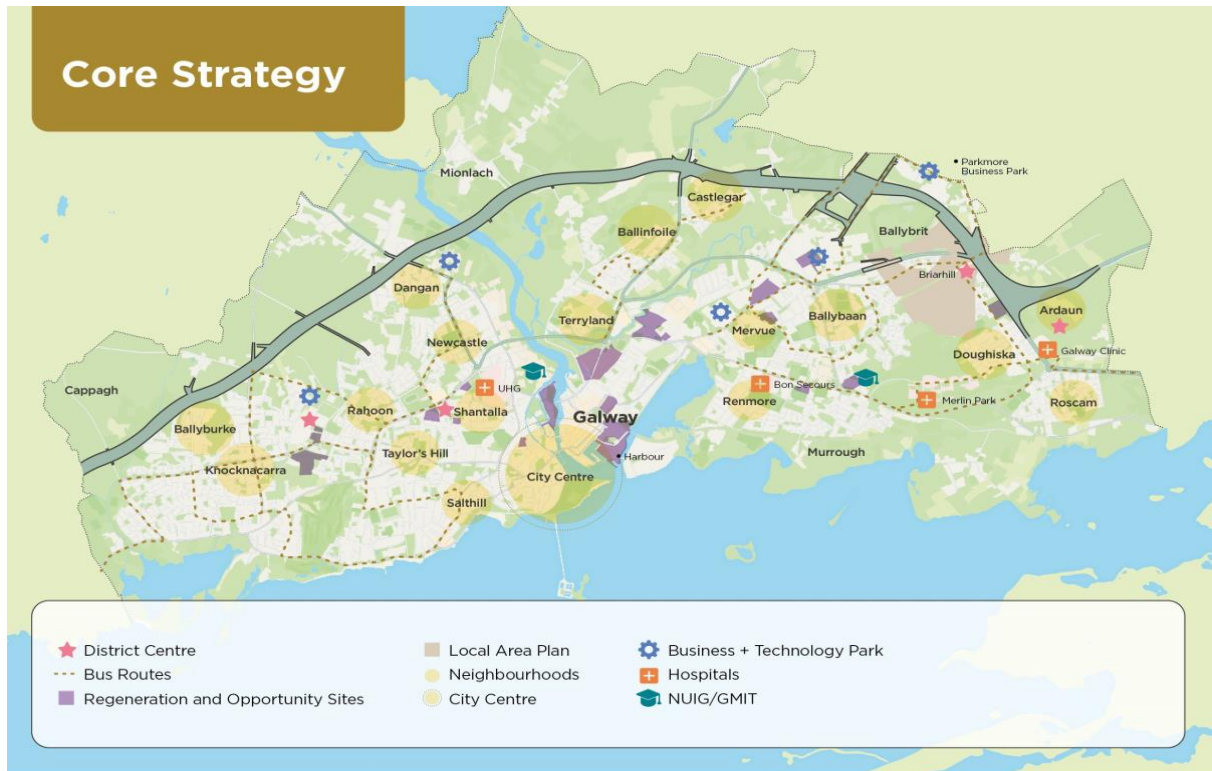 Core Strategy
Mionlach
Parkmore
Business Park
Castlegar
Ballinfoile
Ballybrit
Briarhill
Dangan
Ardaun
Terryland
Mervue
Ballybaan
Newcastle
Doughiska
Galway Clinic
Cappagh
UHG
Bon Secours
Rahoon
Shantalla
Renmore
Merlin Park
Roscam
Ballyburke
Galway
Taylor's Hill
Murrough
Harbour
Knocknacarra
City Centre
Salthill
District Centre
Bus Routes
Regeneration and Opportunity Sites
Local Area Plan
Neighbourhoods
City Centre
Business + Technology Park
Hospitals
NUIG/GMIT